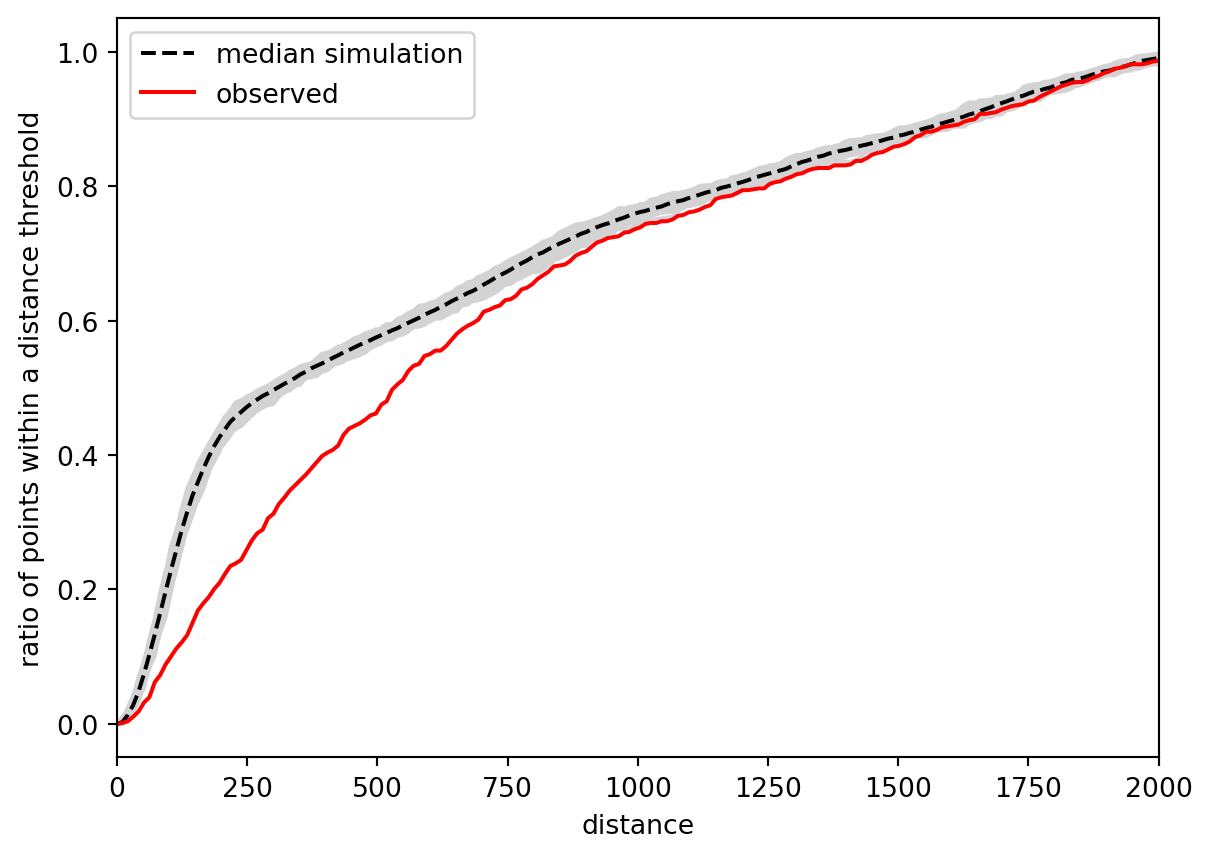 median simulation
observed
ratio of points within a distance threshold
1.0
0.8
0.6
0.4
0.2
0.0
0 250 500 750 1000 1250 1500 1750 2000
distance